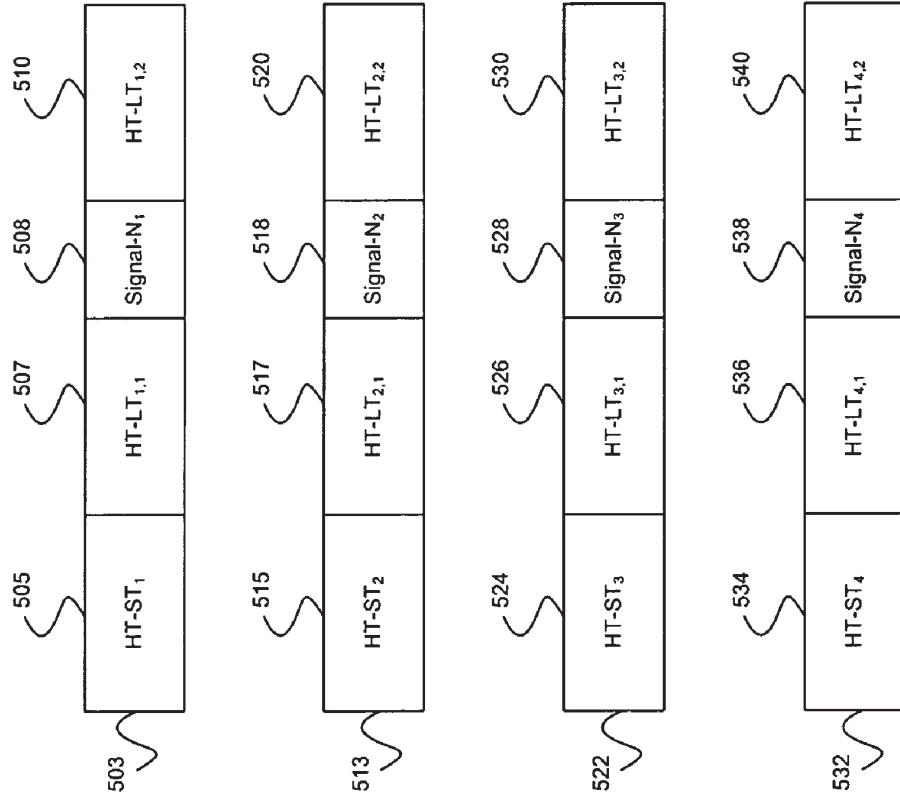 505 507 508 510
503 HT-ST₁ HT-LT₁,₁ Signal-N₁ HT-LT₁,₂
515 517 518 520
513 HT-ST₂ HT-LT₂,₁ Signal-N₂ HT-LT₂,₂
524 526 528 530
522 HT-ST₃ HT-LT₃,₁ Signal-N₃ HT-LT₃,₂
534 536 538 540
532 HT-ST₄ HT-LT₄,₁ Signal-N₄ HT-LT₄,₂